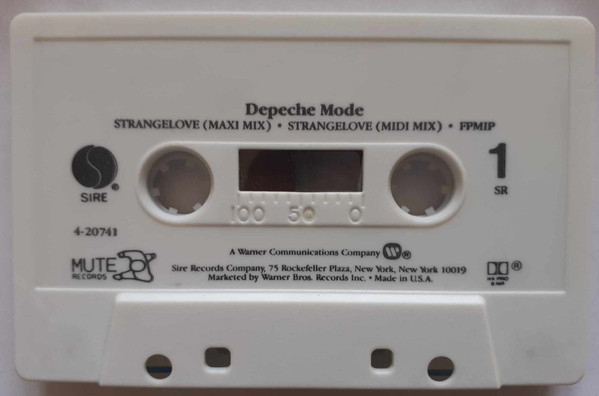 Depeche Mode
STRANGELOVE (MAXI MIX) • STRANGELOVE (MIDI MIX) • FPMIP
1
SR
SIRE ®
100 50 0
4-20741
MUTE
RECORDS
A Warner Communications Company ®
Sire Records Company, 75 Rockefeller Plaza, New York, New York 10019
Marketed by Warner Bros. Records Inc. • Made in U.S.A.
®
HX PRO